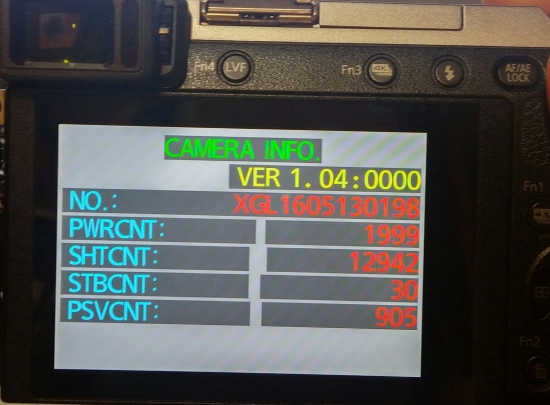 Fn4 LVF Fn3 4K AF/AE LOCK
CAMERA INFO.
VER 1.04:0000
NO.: XGL1605130198
Fn1
PWRCNT: 1999
SHTCNT: 12942
STBCNT: 30
PSVCNT: 905
Fn2